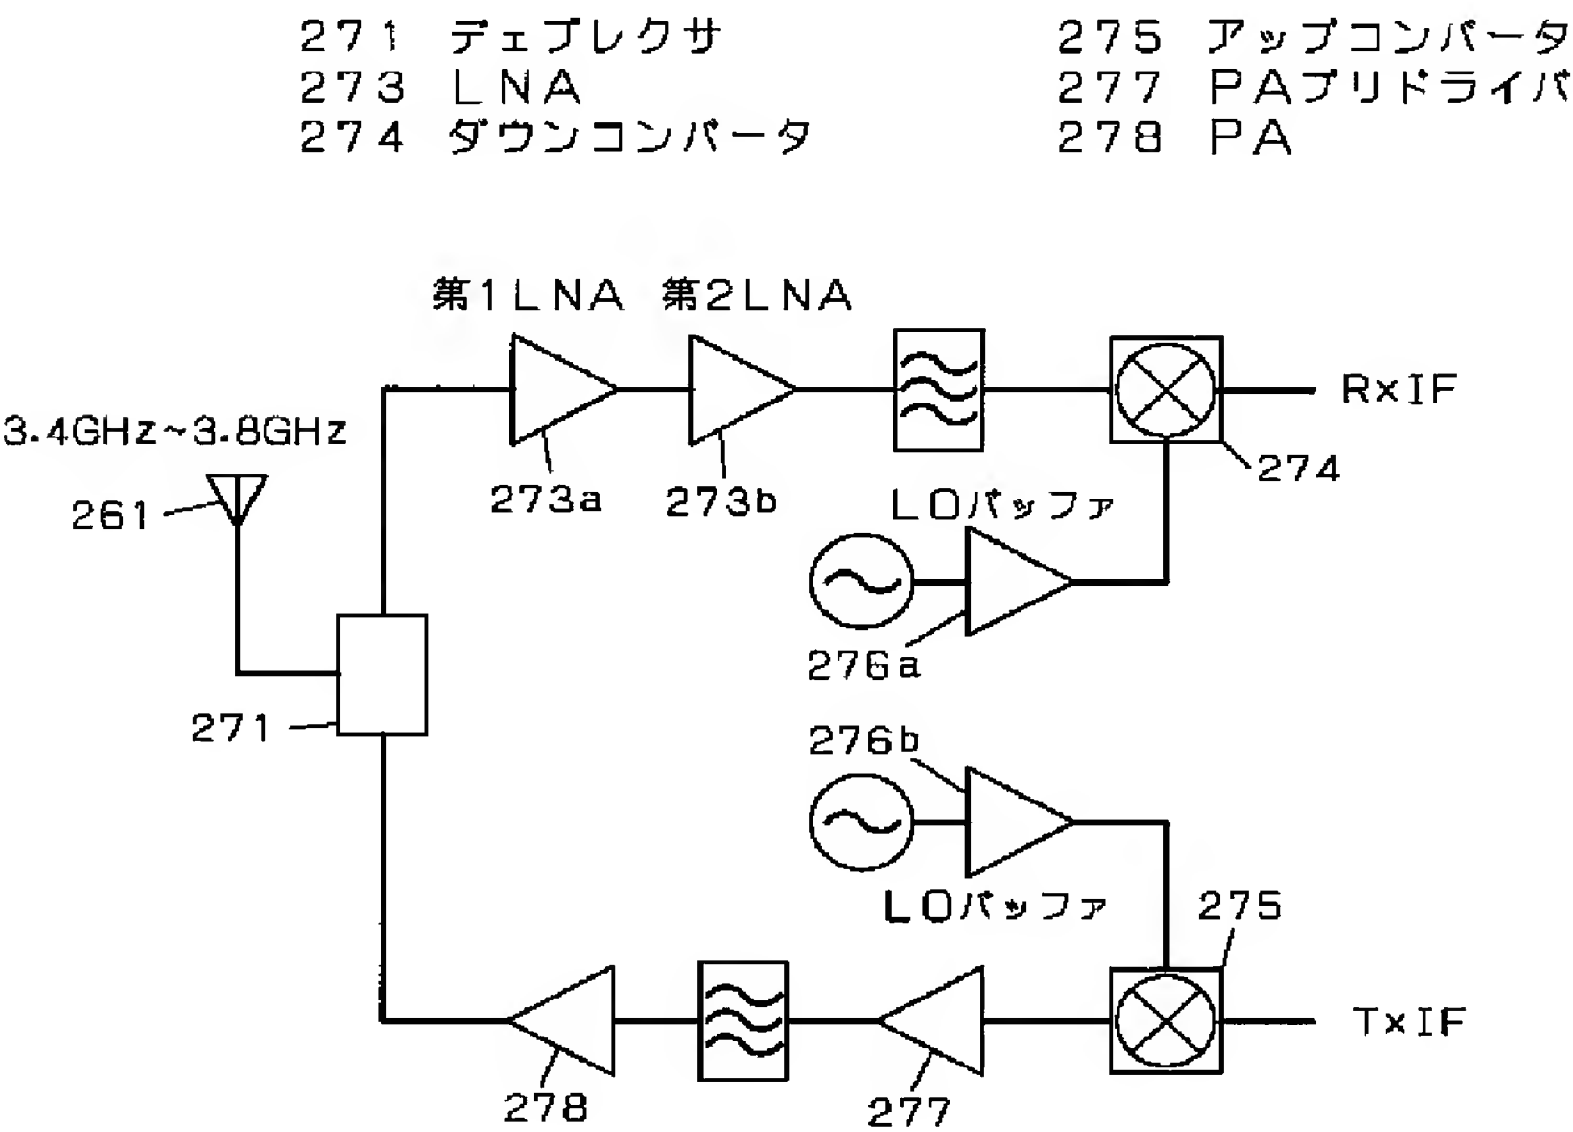 271 デュプレクサ 275 アップコンバータ
273 LNA 277 PAプリドライバ
274 ダウンコンバータ 278 PA
第1LNA 第2LNA
RxIF
3.4GHz~3.8GHz
274
261
273a 273b
LOバッファ
276a
271
276b
LOバッファ
275
TxIF
278
277